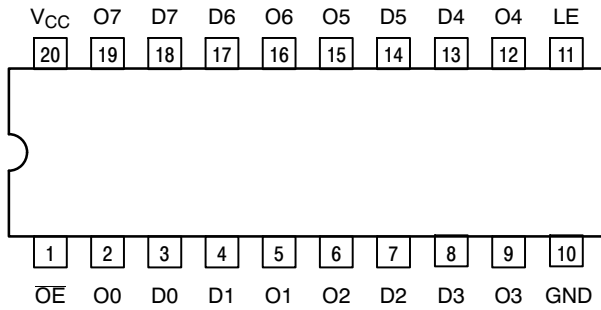 VCC O7 D7 D6 O6 O5 D5 D4 O4 LE
20 19 18 17 16 15 14 13 12 11
1 2 3 4 5 6 7 8 9 10
O̅E̅ O0 D0 D1 O1 O2 D2 D3 O3 GND